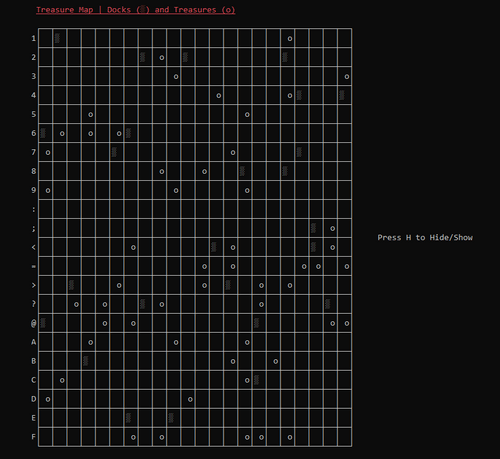 Treasure Map | Docks (▒) and Treasures (o)
1 o
2 o
3 o o
4 o o
5 o o
6 o o o
7 o o
8 o o
9 o o o
:
; o
< o o o
= o o o o o
> o o o o
? o o o o
@ o o o o
A o o o
B o o
C o o
D o o
E
F o o o o o
Press H to Hide/Show